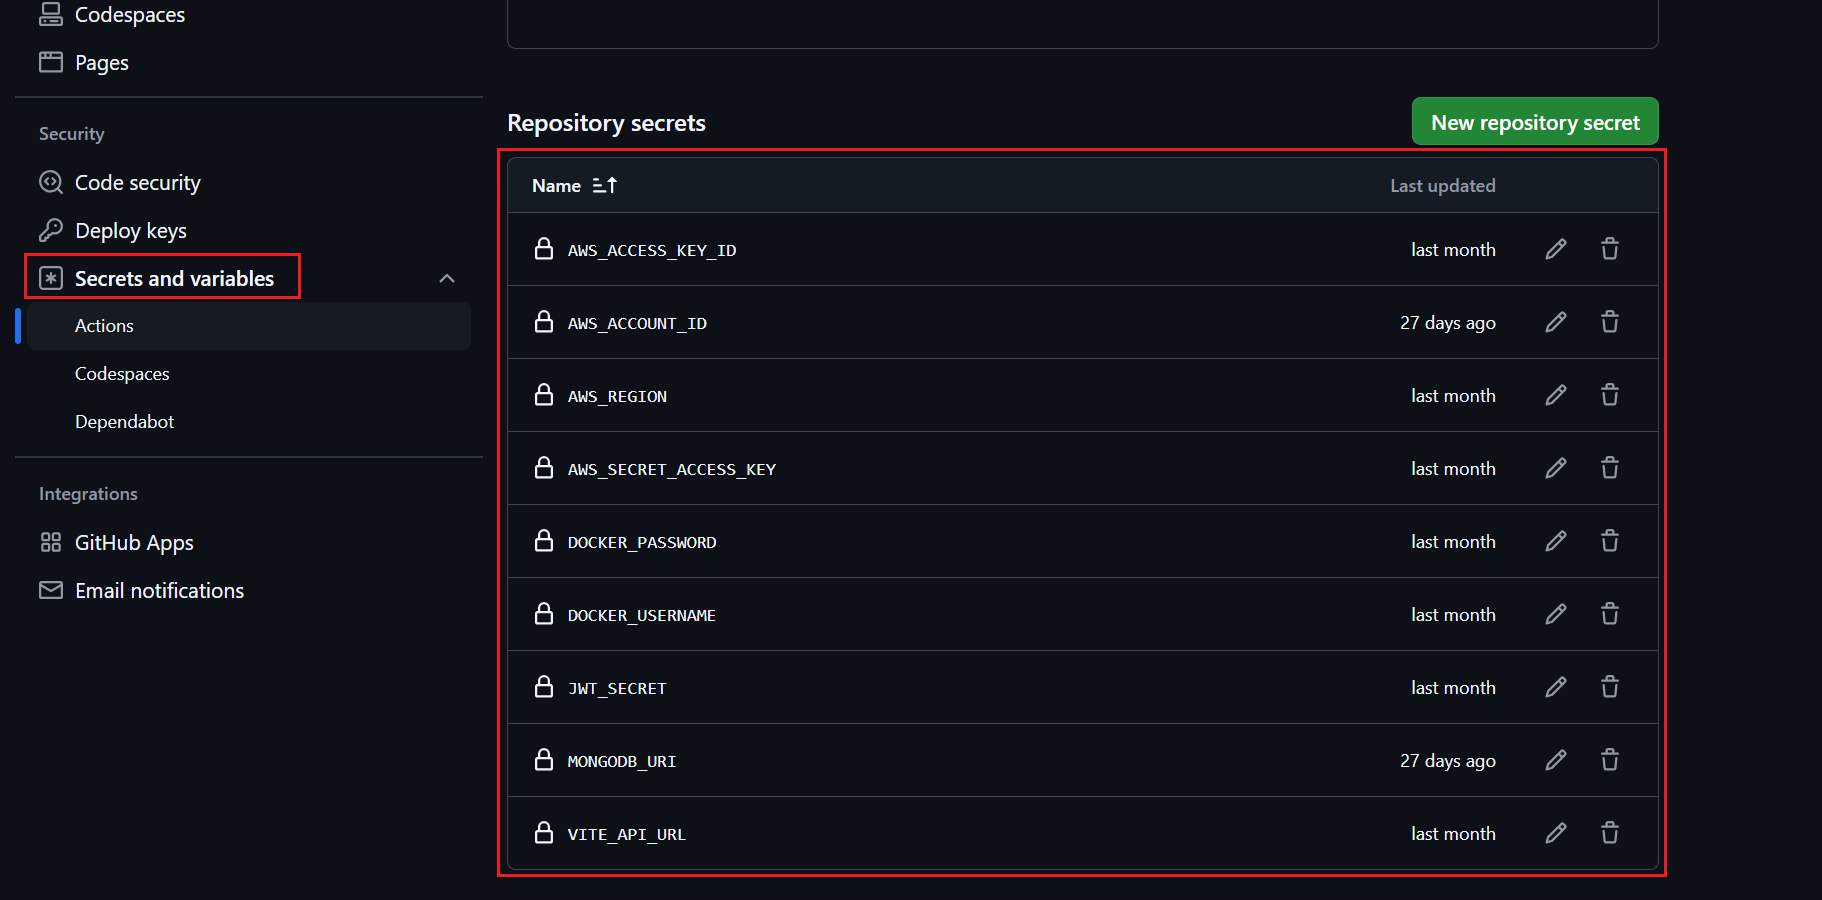 Codespaces
Pages
Security
Code security
Deploy keys
Secrets and variables
Actions
Codespaces
Dependabot
Integrations
GitHub Apps
Email notifications
Repository secrets
New repository secret
Name Last updated
AWS_ACCESS_KEY_ID last month
AWS_ACCOUNT_ID 27 days ago
AWS_REGION last month
AWS_SECRET_ACCESS_KEY last month
DOCKER_PASSWORD last month
DOCKER_USERNAME last month
JWT_SECRET last month
MONGODB_URI 27 days ago
VITE_API_URL last month